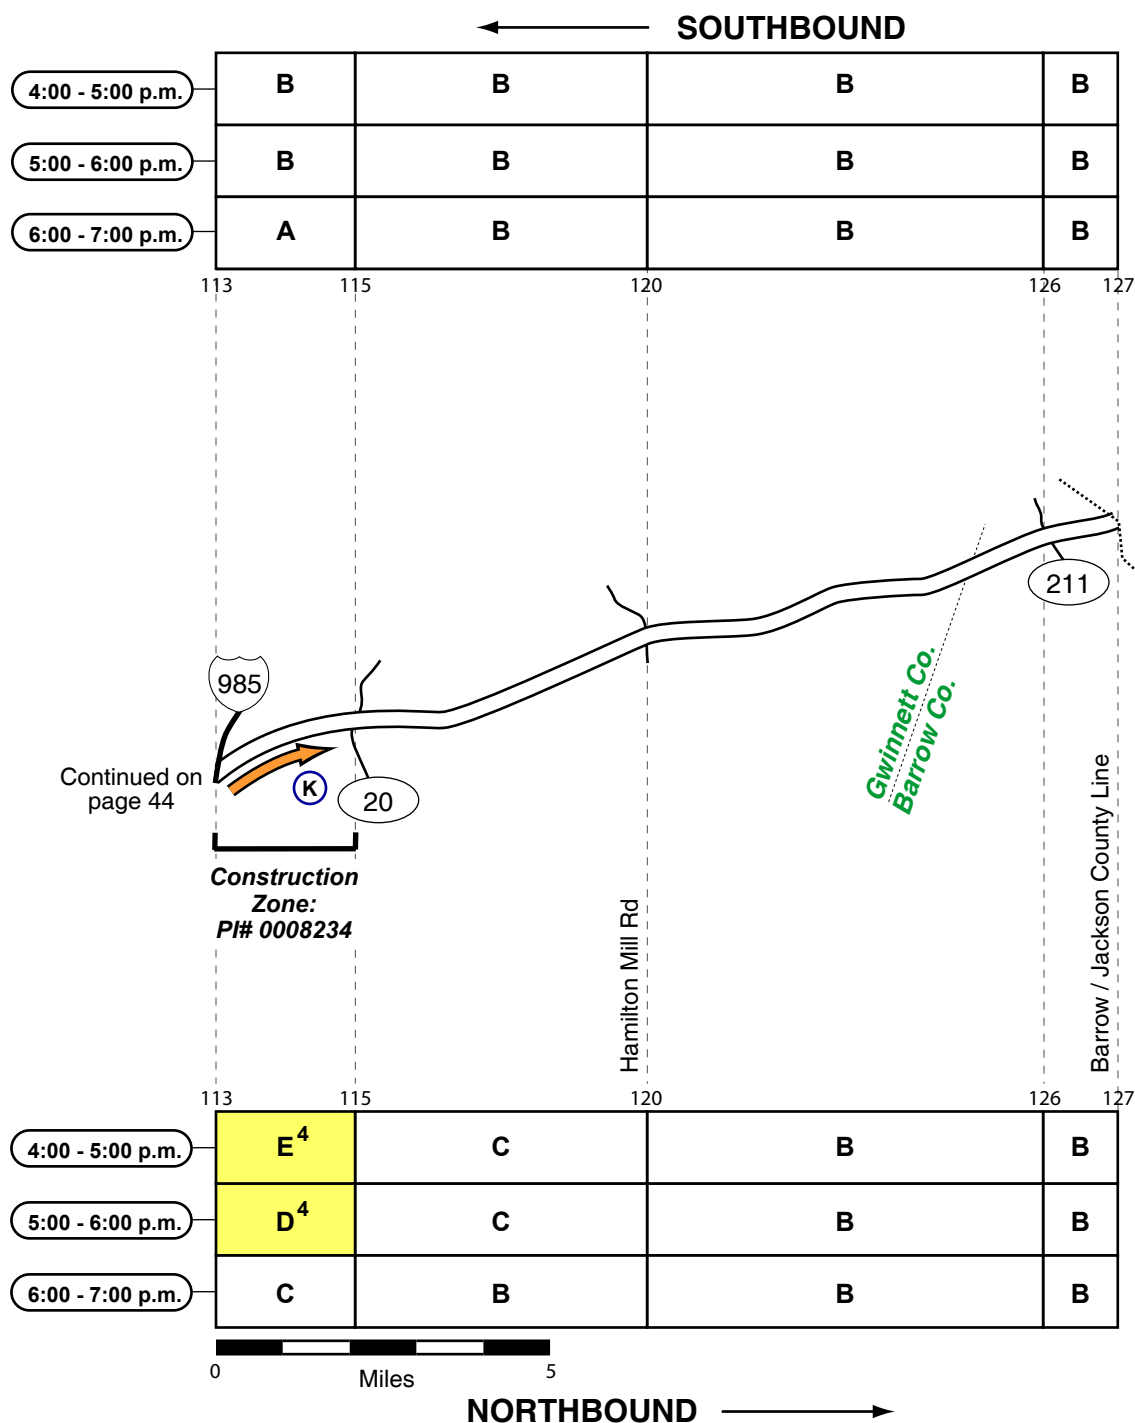 SOUTHBOUND
4:00 - 5:00 p.m. B B B B
5:00 - 6:00 p.m. B B B B
6:00 - 7:00 p.m. A B B B
113 115 120 126 127
211
985
Gwinnett Co.
Barrow Co.
Continued on
page 44
K
20
Construction
Zone:
PI# 0008234
Hamilton Mill Rd
Barrow / Jackson County Line
113 115 120 126 127
4:00 - 5:00 p.m. E 4 C B B
5:00 - 6:00 p.m. D 4 C B B
6:00 - 7:00 p.m. C B B B
0 5
Miles
NORTHBOUND